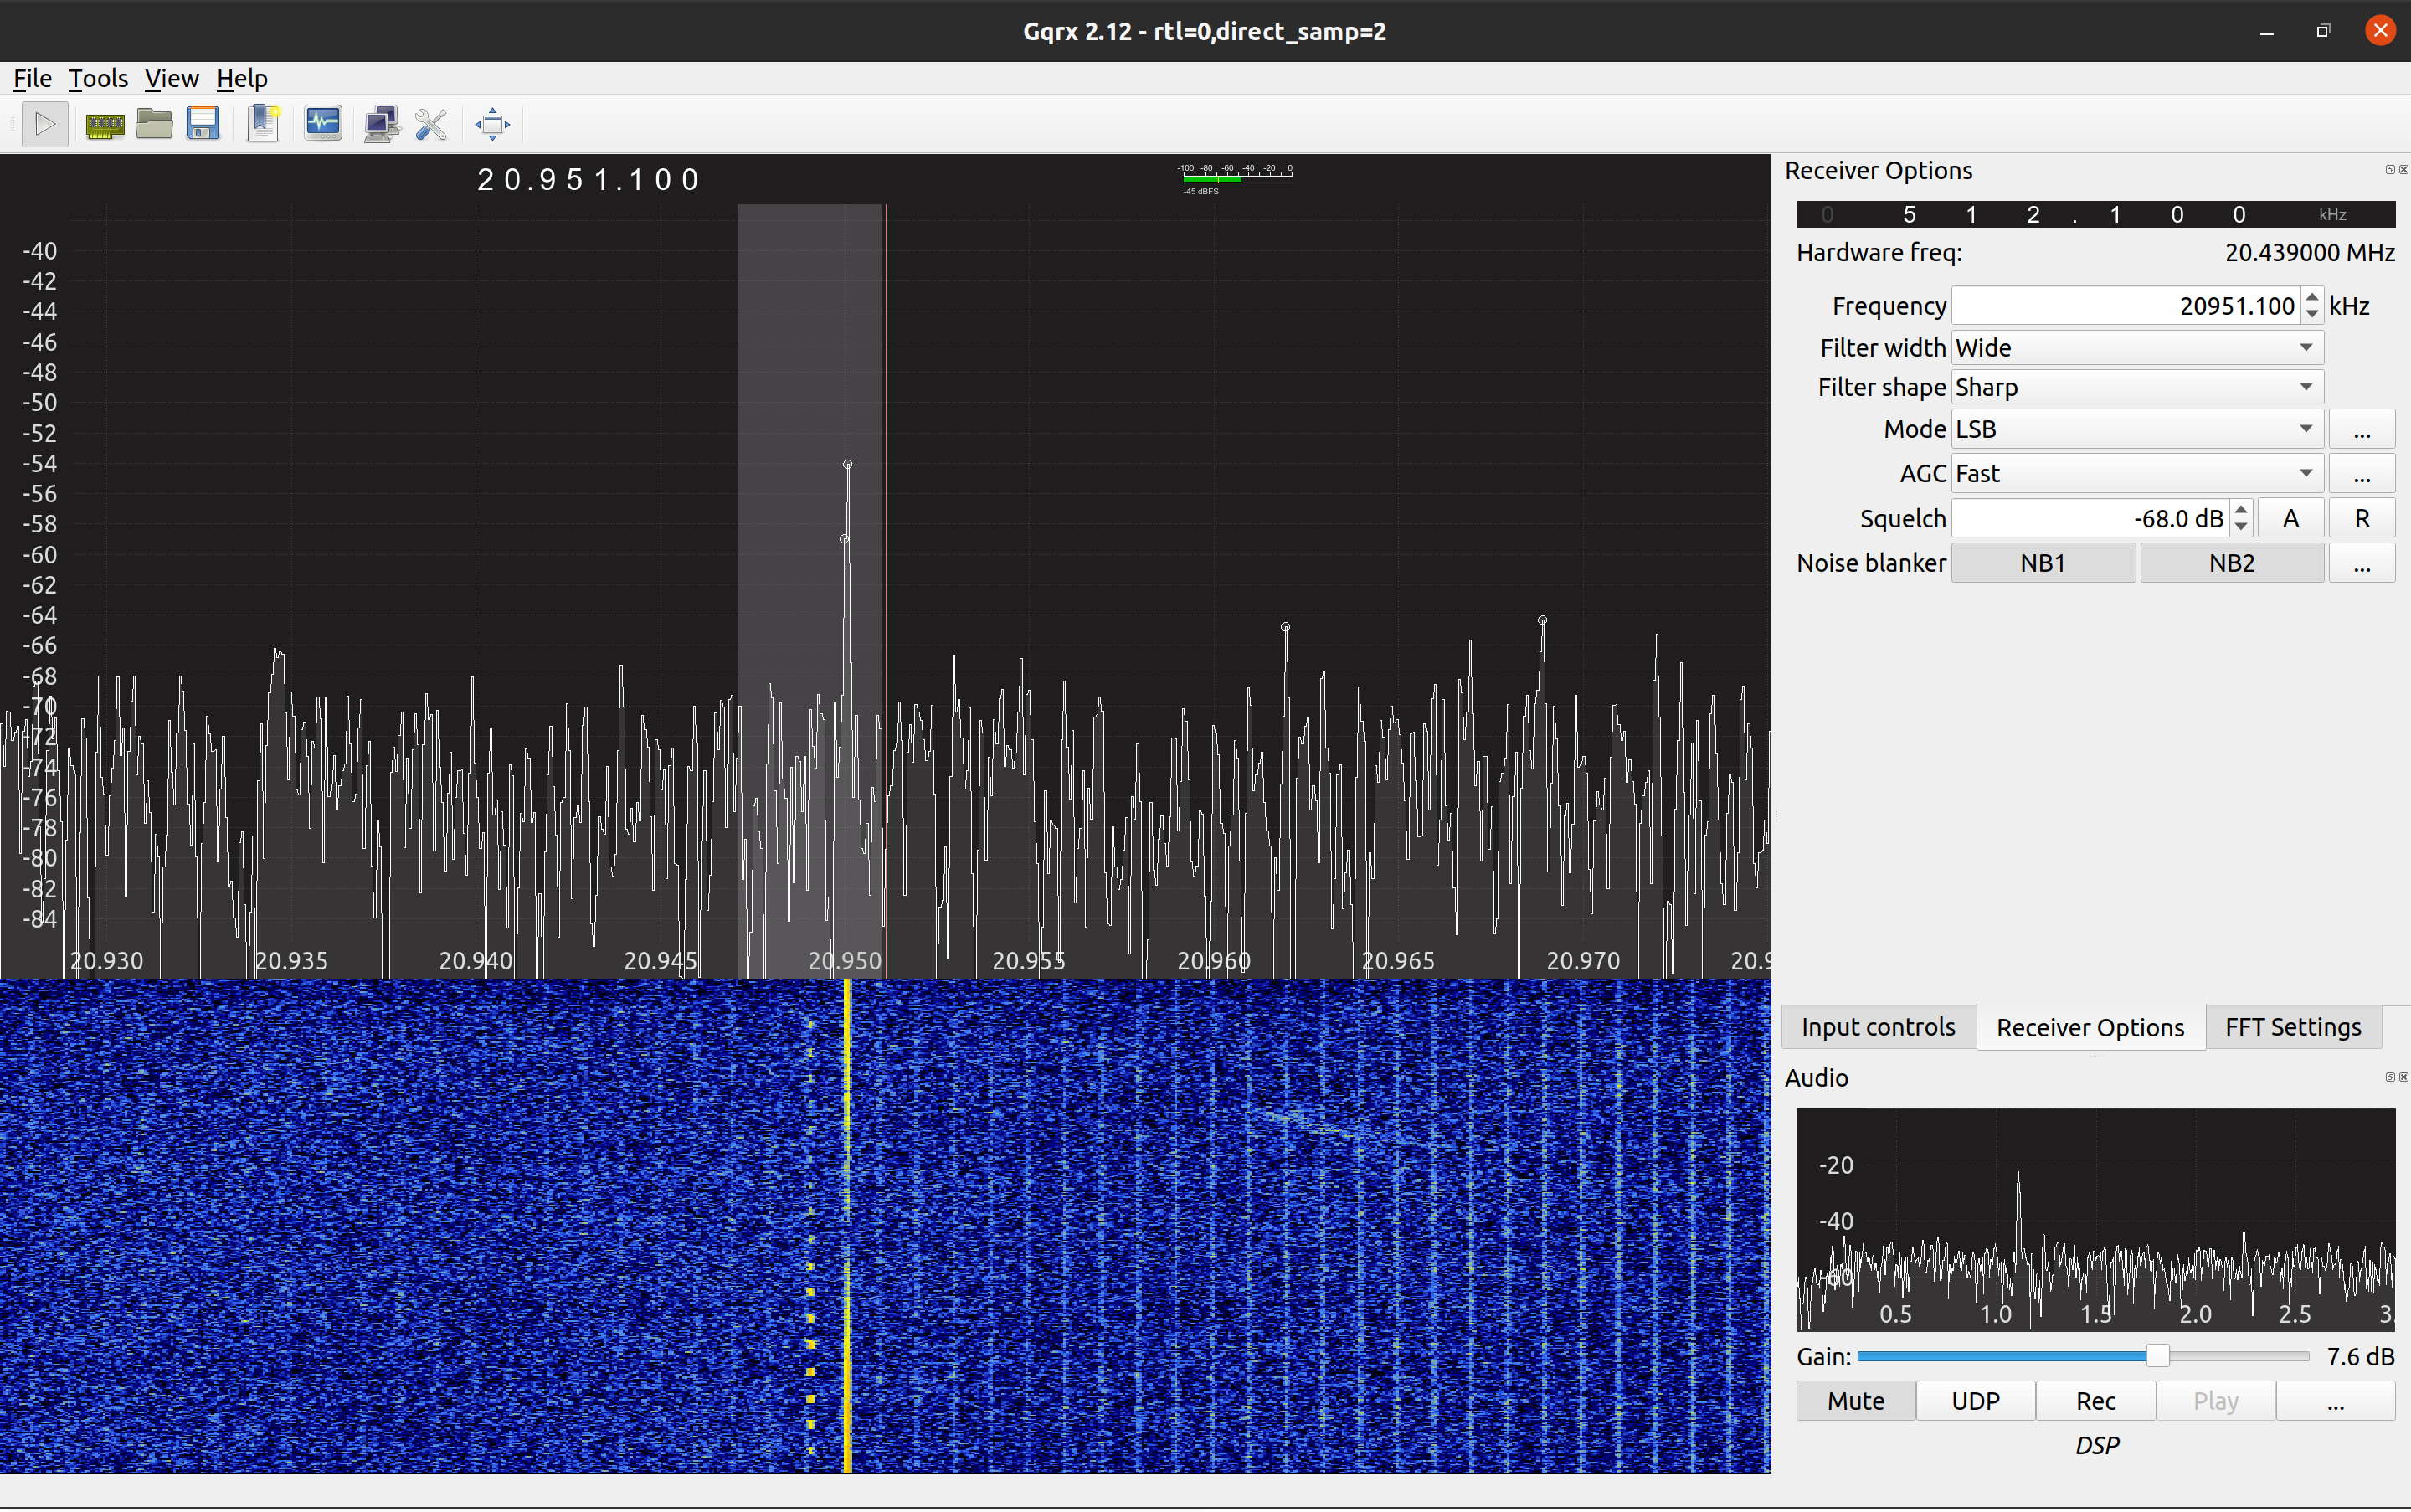 Gqrx 2.12 - rtl=0,direct_samp=2
File Tools View Help
20.951.100
-100 -80 -60 -40 -20 0
-45 dBFS
-40
-42
-44
-46
-48
-50
-52
-54
-56
-58
-60
-62
-64
-66
-68
-70
-72
-74
-76
-78
-80
-82
-84
20.930 20.935 20.940 20.945 20.950 20.955 20.960 20.965 20.970 20.9
Receiver Options
0 512.100 kHz
Hardware freq: 20.439000 MHz
Frequency 20951.100 kHz
Filter width Wide
Filter shape Sharp
Mode LSB ...
AGC Fast ...
Squelch -68.0 dB A R
Noise blanker NB1 NB2 ...
Input controls Receiver Options FFT Settings
Audio
-20
-40
-60
0.5 1.0 1.5 2.0 2.5 3.
Gain: 7.6 dB
Mute UDP Rec Play ...
DSP